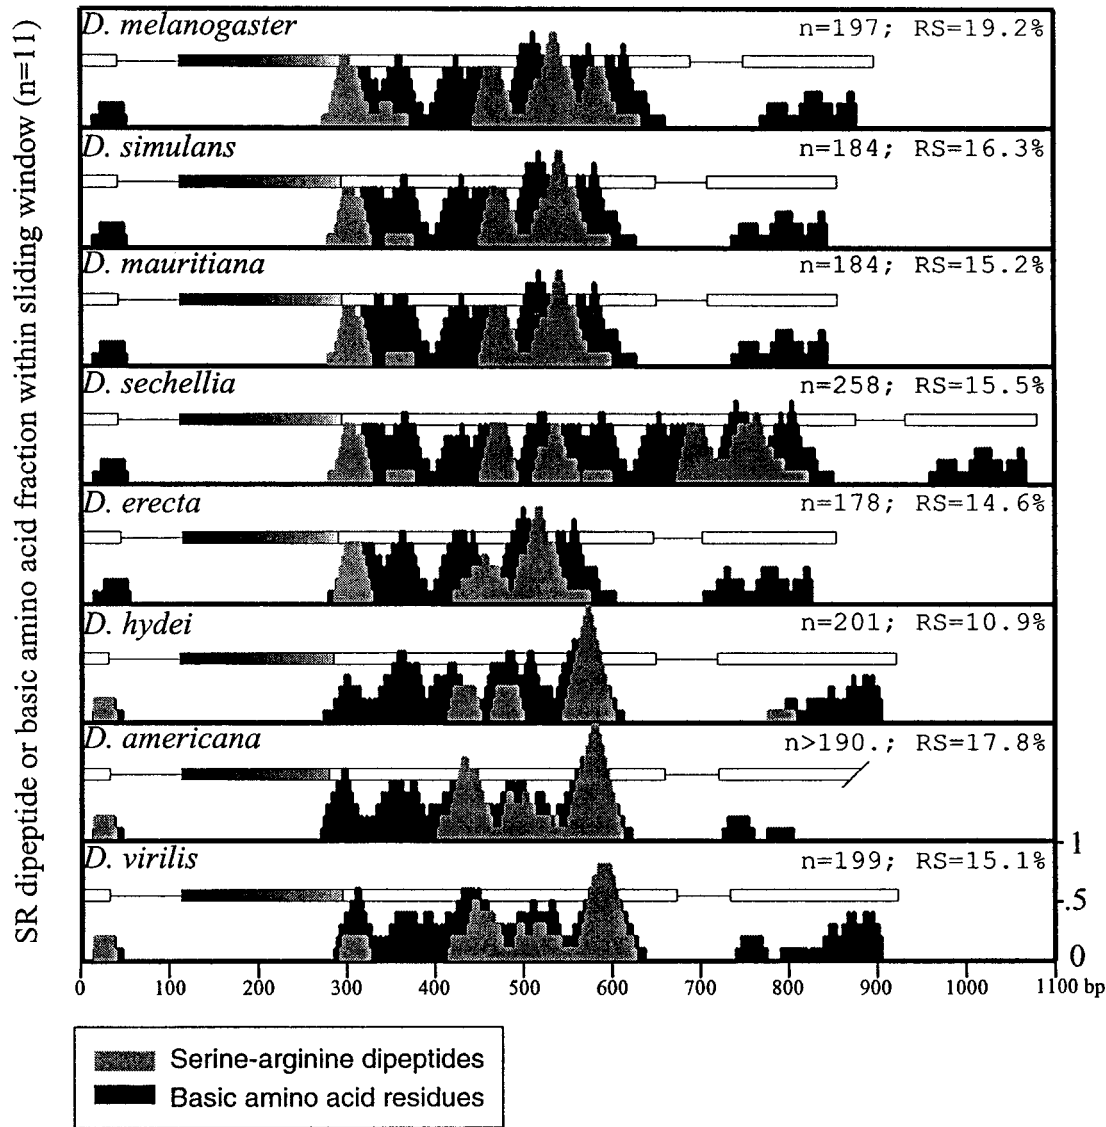 SR dipeptide or basic amino acid fraction within sliding window (n=11)
D. melanogaster n=197; RS=19.2%
D. simulans n=184; RS=16.3%
D. mauritiana n=184; RS=15.2%
D. sechellia n=258; RS=15.5%
D. erecta n=178; RS=14.6%
D. hydei n=201; RS=10.9%
D. americana n>190.; RS=17.8%
D. virilis n=199; RS=15.1%
1
.5
0
0 100 200 300 400 500 600 700 800 900 1000 1100 bp
Serine-arginine dipeptides
Basic amino acid residues